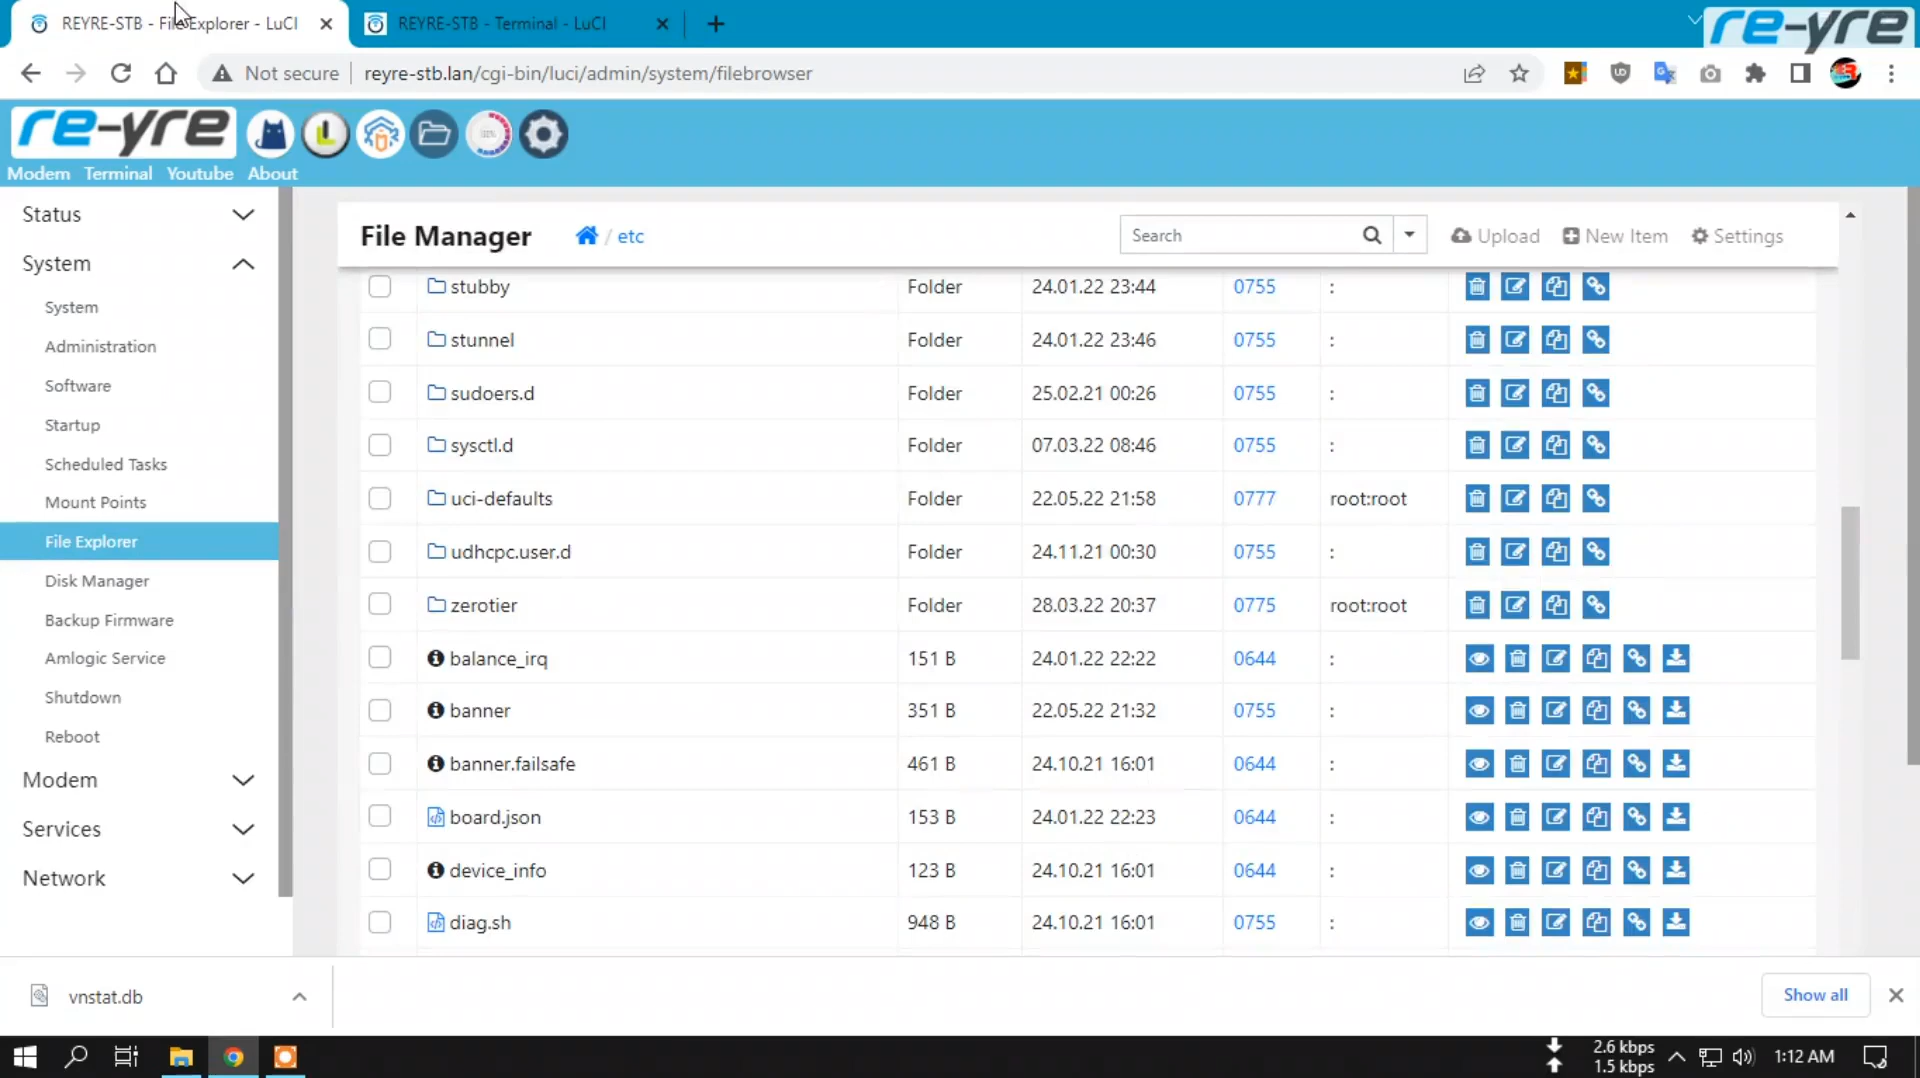 REYRE-STB - File Explorer - LuCI
REYRE-STB - Terminal - LuCI
re-yre
Not secure
reyre-stb.lan/cgi-bin/luci/admin/system/filebrowser
re-yre
Modem Terminal Youtube About
Status
System
System
Administration
Software
Startup
Scheduled Tasks
Mount Points
File Explorer
Disk Manager
Backup Firmware
Amlogic Service
Shutdown
Reboot
Modem
Services
Network
File Manager / etc
Search
Upload
New Item
Settings
stubby Folder 24.01.22 23:44 0755 :
stunnel Folder 24.01.22 23:46 0755 :
sudoers.d Folder 25.02.21 00:26 0755 :
sysctl.d Folder 07.03.22 08:46 0755 :
uci-defaults Folder 22.05.22 21:58 0777 root:root
udhcpc.user.d Folder 24.11.21 00:30 0755 :
zerotier Folder 28.03.22 20:37 0775 root:root
balance_irq 151 B 24.01.22 22:22 0644 :
banner 351 B 22.05.22 21:32 0755 :
banner.failsafe 461 B 24.10.21 16:01 0644 :
board.json 153 B 24.01.22 22:23 0644 :
device_info 123 B 24.10.21 16:01 0644 :
diag.sh 948 B 24.10.21 16:01 0755 :
vnstat.db
Show all
2.6 kbps
1.5 kbps
1:12 AM